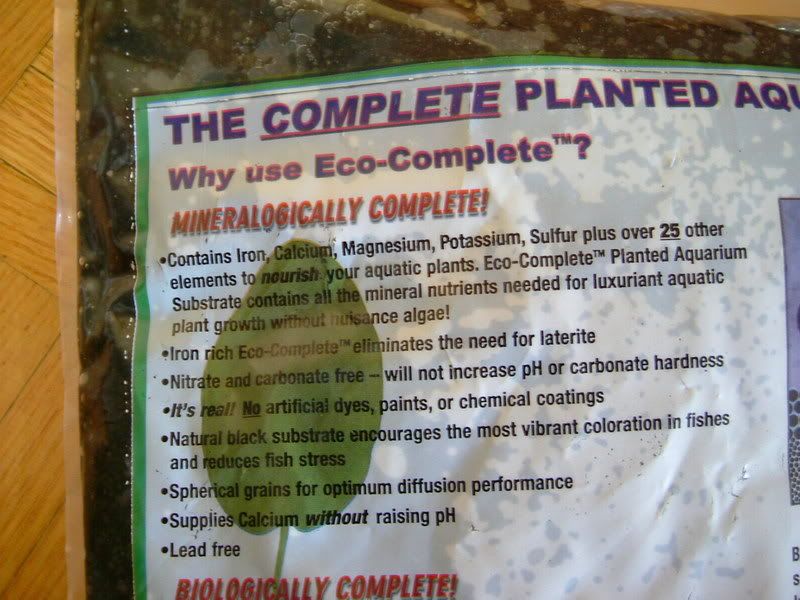 THE COMPLETE PLANTED AQU
Why use Eco-Complete™?
MINERALOGICALLY COMPLETE!
•Contains Iron, Calcium, Magnesium, Potassium, Sulfur plus over 25 other
elements to nourish your aquatic plants. Eco-Complete™ Planted Aquarium
Substrate contains all the mineral nutrients needed for luxuriant aquatic
plant growth without nuisance algae!
•Iron rich Eco-Complete™ eliminates the need for laterite
•Nitrate and carbonate free – will not increase pH or carbonate hardness
•It's real! No artificial dyes, paints, or chemical coatings
•Natural black substrate encourages the most vibrant coloration in fishes
and reduces fish stress
•Spherical grains for optimum diffusion performance
•Supplies Calcium without raising pH
•Lead free
BIOLOGICALLY COMPLETE!